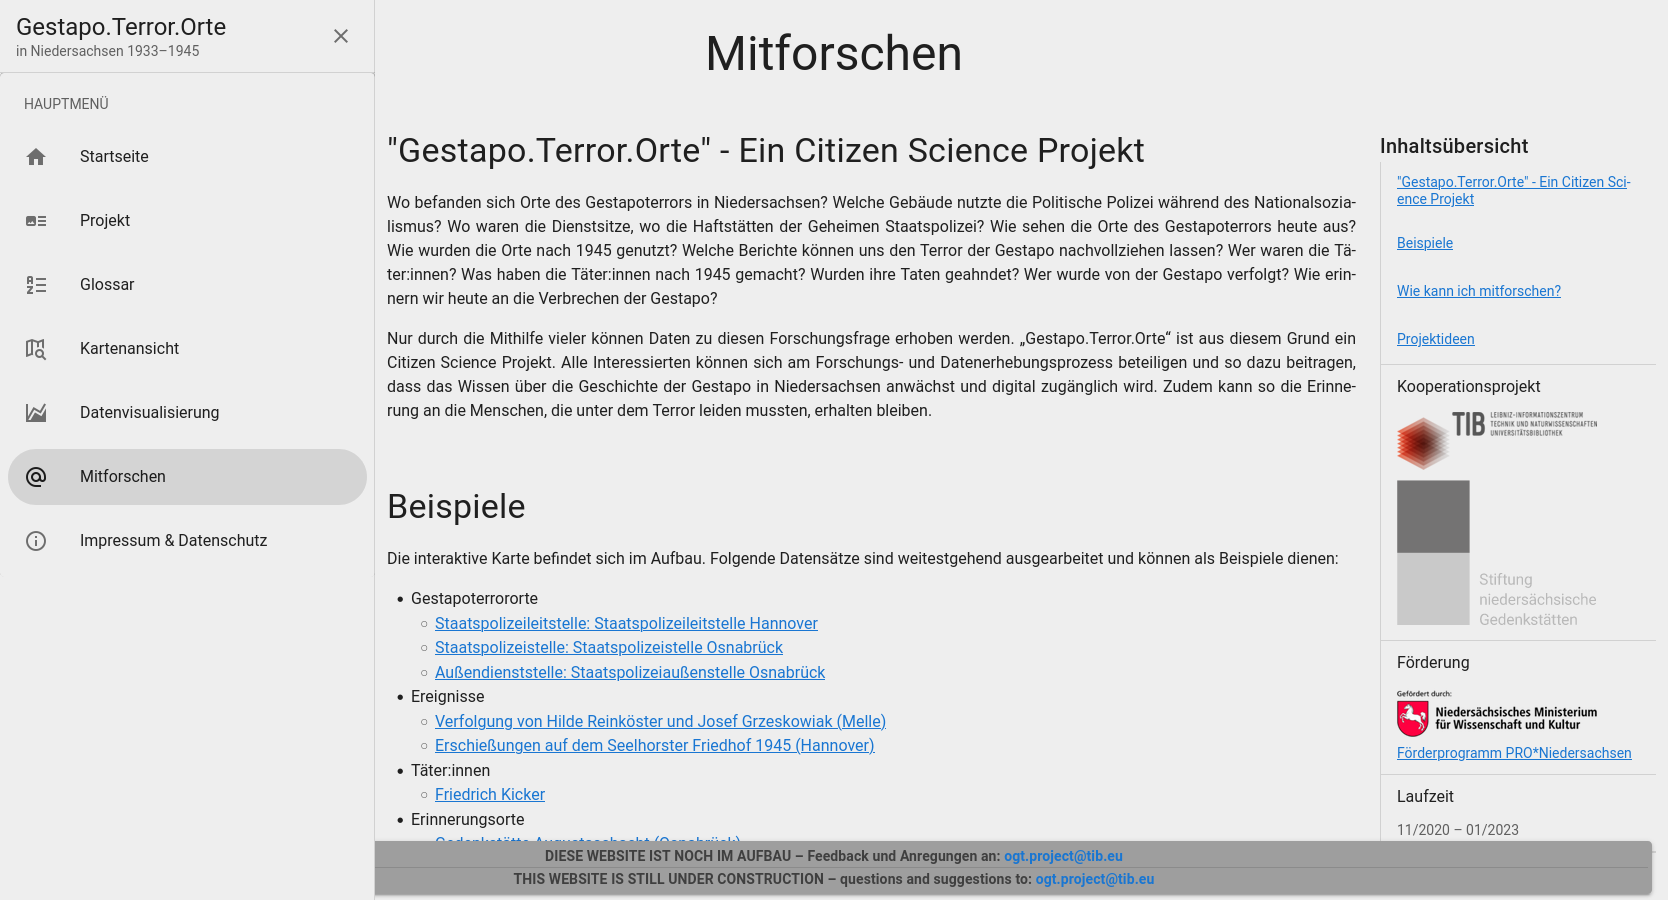 Gestapo.Terror.Orte
in Niedersachsen 1933–1945
HAUPTMENÜ
Startseite
Projekt
Glossar
Kartenansicht
Datenvisualisierung
Mitforschen
Impressum & Datenschutz
Mitforschen
"Gestapo.Terror.Orte" - Ein Citizen Science Projekt
Wo befanden sich Orte des Gestapoterrors in Niedersachsen? Welche Gebäude nutzte die Politische Polizei während des Nationalsozia-
lismus? Wo waren die Dienstsitze, wo die Haftstätten der Geheimen Staatspolizei? Wie sehen die Orte des Gestapoterrors heute aus?
Wie wurden die Orte nach 1945 genutzt? Welche Berichte können uns den Terror der Gestapo nachvollziehen lassen? Wer waren die Tä-
ter:innen? Was haben die Täter:innen nach 1945 gemacht? Wurden ihre Taten geahndet? Wer wurde von der Gestapo verfolgt? Wie erin-
nern wir heute an die Verbrechen der Gestapo?
Nur durch die Mithilfe vieler können Daten zu diesen Forschungsfrage erhoben werden. „Gestapo.Terror.Orte“ ist aus diesem Grund ein
Citizen Science Projekt. Alle Interessierten können sich am Forschungs- und Datenerhebungsprozess beteiligen und so dazu beitragen,
dass das Wissen über die Geschichte der Gestapo in Niedersachsen anwächst und digital zugänglich wird. Zudem kann so die Erinne-
rung an die Menschen, die unter dem Terror leiden mussten, erhalten bleiben.
Beispiele
Die interaktive Karte befindet sich im Aufbau. Folgende Datensätze sind weitestgehend ausgearbeitet und können als Beispiele dienen:
• Gestapoterrororte
○ Staatspolizeileitstelle: Staatspolizeileitstelle Hannover
○ Staatspolizeistelle: Staatspolizeistelle Osnabrück
○ Außendienststelle: Staatspolizeiaußenstelle Osnabrück
• Ereignisse
○ Verfolgung von Hilde Reinköster und Josef Grzeskowiak (Melle)
○ Erschießungen auf dem Seelhorster Friedhof 1945 (Hannover)
• Täter:innen
○ Friedrich Kicker
• Erinnerungsorte
Gedenkstätte Augustaschacht (Osnabrück)
Inhaltsübersicht
"Gestapo.Terror.Orte" - Ein Citizen Sci-
ence Projekt
Beispiele
Wie kann ich mitforschen?
Projektideen
Kooperationsprojekt
TIB
LEIBNIZ-INFORMATIONSZENTRUM
TECHNIK UND NATURWISSENSCHAFTEN
UNIVERSITÄTSBIBLIOTHEK
Stiftung
niedersächsische
Gedenkstätten
Förderung
Gefördert durch:
Niedersächsisches Ministerium
für Wissenschaft und Kultur
Förderprogramm PRO*Niedersachsen
Laufzeit
11/2020 – 01/2023
DIESE WEBSITE IST NOCH IM AUFBAU – Feedback und Anregungen an: ogt.project@tib.eu
THIS WEBSITE IS STILL UNDER CONSTRUCTION – questions and suggestions to: ogt.project@tib.eu